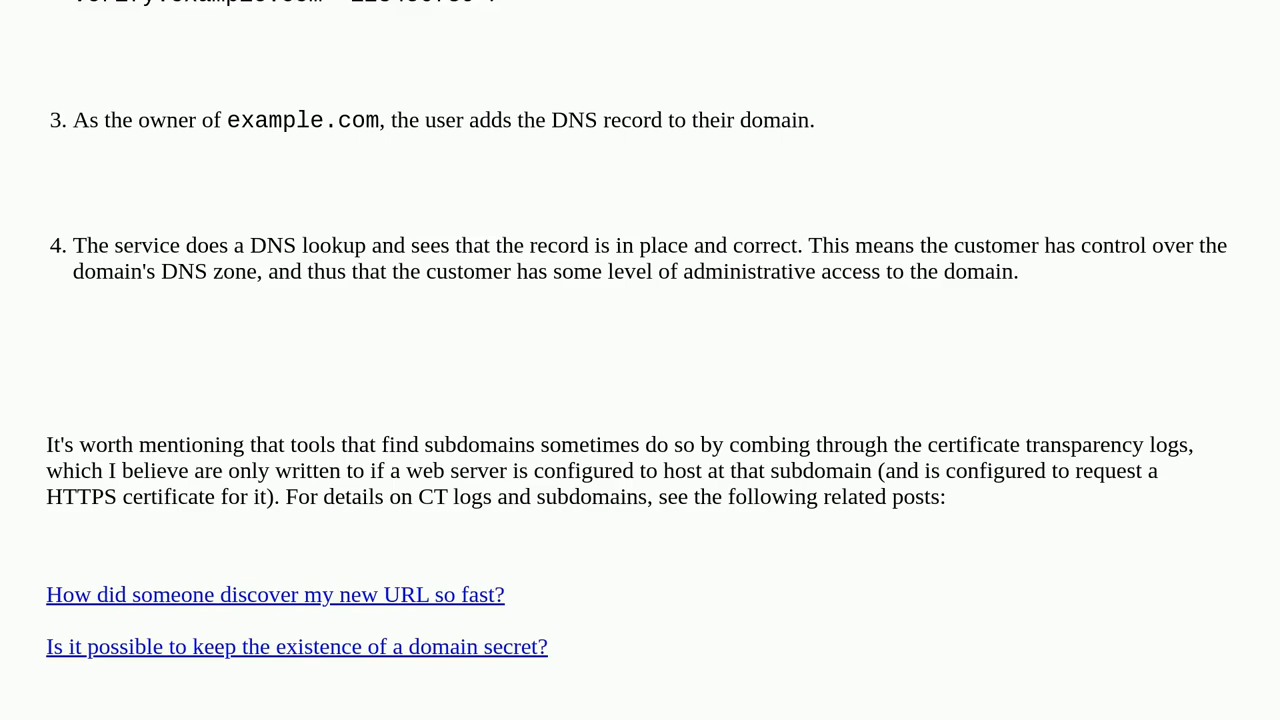 3. As the owner of example.com, the user adds the DNS record to their domain.
4. The service does a DNS lookup and sees that the record is in place and correct. This means the customer has control over the
domain's DNS zone, and thus that the customer has some level of administrative access to the domain.
It's worth mentioning that tools that find subdomains sometimes do so by combing through the certificate transparency logs,
which I believe are only written to if a web server is configured to host at that subdomain (and is configured to request a
HTTPS certificate for it). For details on CT logs and subdomains, see the following related posts:
How did someone discover my new URL so fast?
Is it possible to keep the existence of a domain secret?